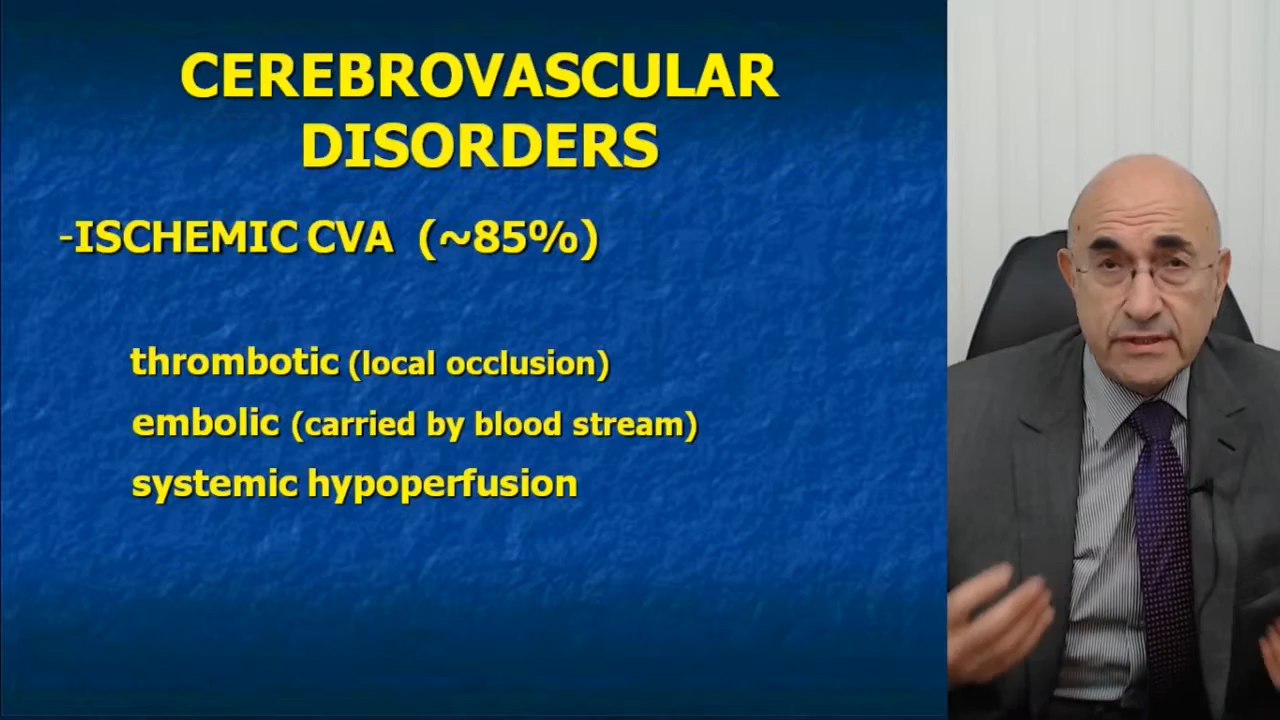 CEREBROVASCULAR
DISORDERS
-ISCHEMIC CVA (~85%)
thrombotic (local occlusion)
embolic (carried by blood stream)
systemic hypoperfusion